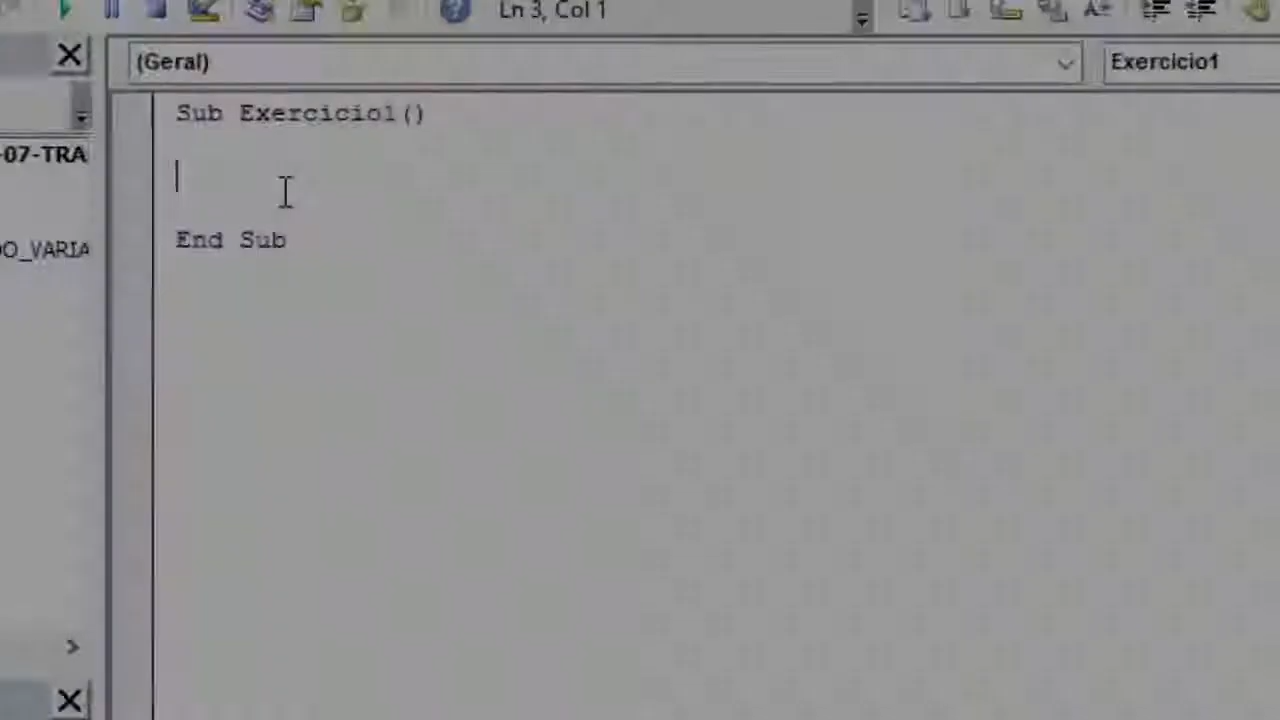 Ln 3, Col 1
(Geral)
Exercicio1
Sub Exercicio1()
-07-TRA
End Sub
O_VARIA